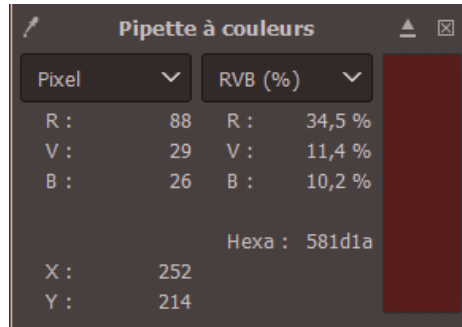 Pipette à couleurs
Pixel RVB (%)
R : 88 R : 34,5 %
V : 29 V : 11,4 %
B : 26 B : 10,2 %
Hexa : 581d1a
X : 252
Y : 214